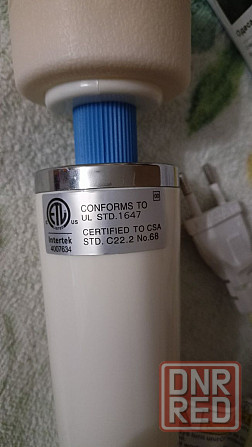 ETL
US
Intertek
4007634
CONFORMS TO
UL STD.1647
CERTIFIED TO CSA
STD. C22.2 No.68
DNR
RED